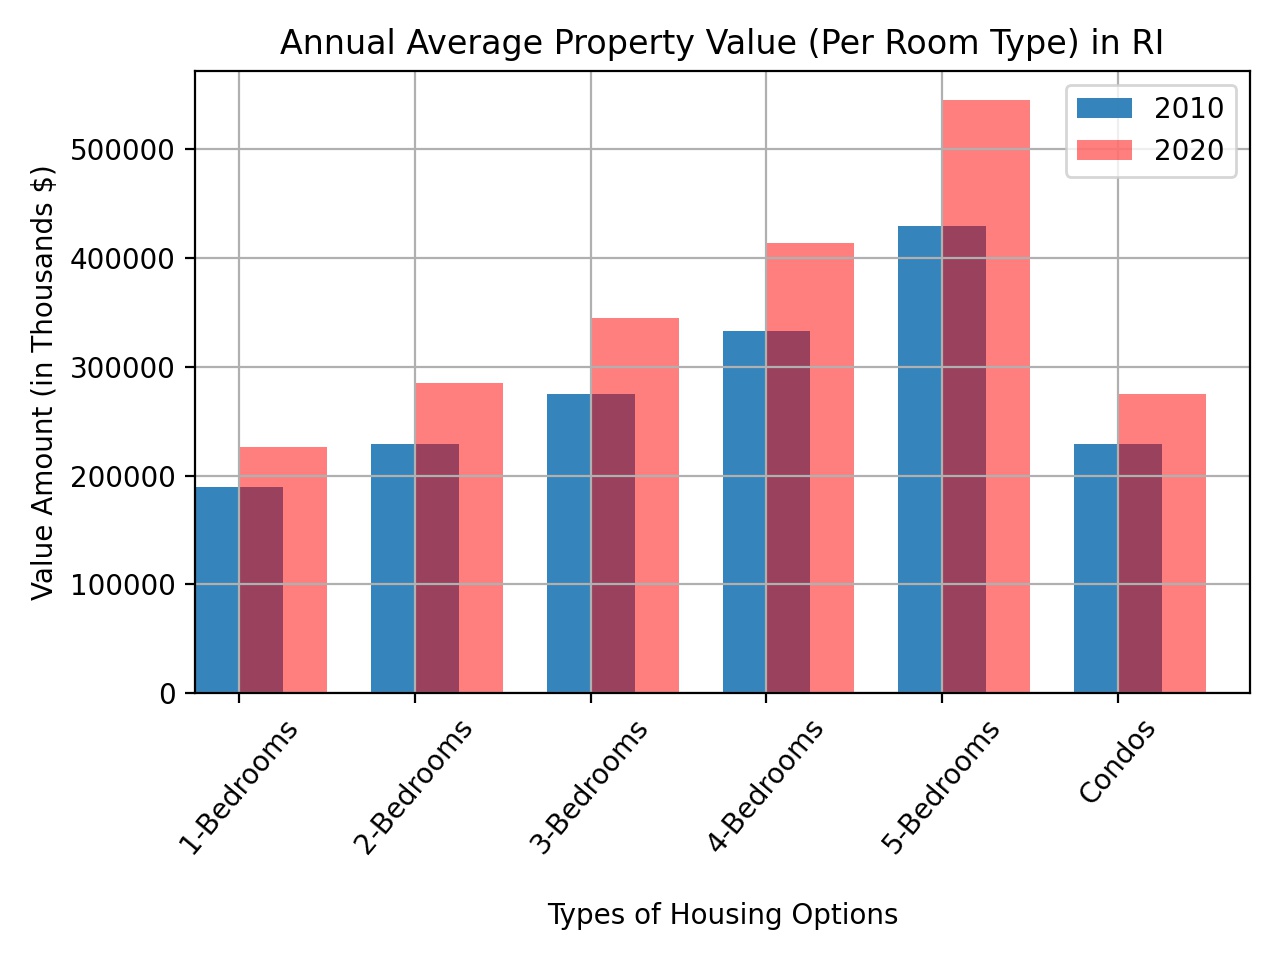 Annual Average Property Value (Per Room Type) in RI
2010
2020
Value Amount (in Thousands $)
500000
400000
300000
200000
100000
0
1-Bedrooms
2-Bedrooms
3-Bedrooms
4-Bedrooms
5-Bedrooms
Condos
Types of Housing Options